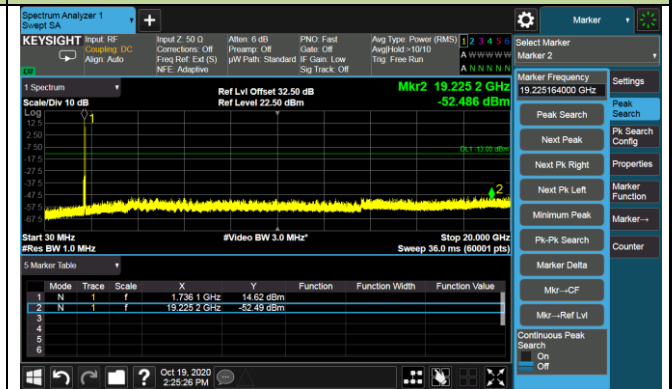 Spectrum Analyzer 1
Swept SA
Marker
KEYSIGHT
Input: RF
Coupling: DC
Align: Auto
Input Z: 50 Ω
Corrections: Off
Freq Ref: Ext (S)
NFE: Adaptive
Atten: 6 dB
Preamp: Off
µW Path: Standard
PNO: Fast
Gate: Off
IF Gain: Low
Sig Track: Off
Avg Type: Power (RMS)
Avg|Hold:>10/10
Trig: Free Run
1 2 3 4 5 6
A W W W W W
A N N N N N
Select Marker
Marker 2
Marker Frequency
19.225164000 GHz
Settings
Peak Search
Next Peak
Next Pk Right
Next Pk Left
Minimum Peak
Pk-Pk Search
Marker Delta
Mkr→CF
Mkr→Ref Lvl
Continuous Peak
Search
On
Off
Peak
Search
Pk Search
Config
Properties
Marker
Function
Marker→
Counter
1 Spectrum
Scale/Div 10 dB
Ref Lvl Offset 32.50 dB
Ref Level 22.50 dBm
Mkr2 19.225 2 GHz
-52.486 dBm
Log
12.5
2.50
-7.50
-17.5
-27.5
-37.5
-47.5
-57.5
-67.5
1
DL1 -13.00 dBm
2
Start 30 MHz
#Res BW 1.0 MHz
#Video BW 3.0 MHz*
Stop 20.000 GHz
Sweep 36.0 ms (60001 pts)
5 Marker Table
Mode Trace Scale X Y Function Function Width Function Value
1 N 1 f 1.736 1 GHz 14.62 dBm
2 N 1 f 19.225 2 GHz -52.49 dBm
3
4
5
6
?
Oct 19, 2020
2:25:26 PM